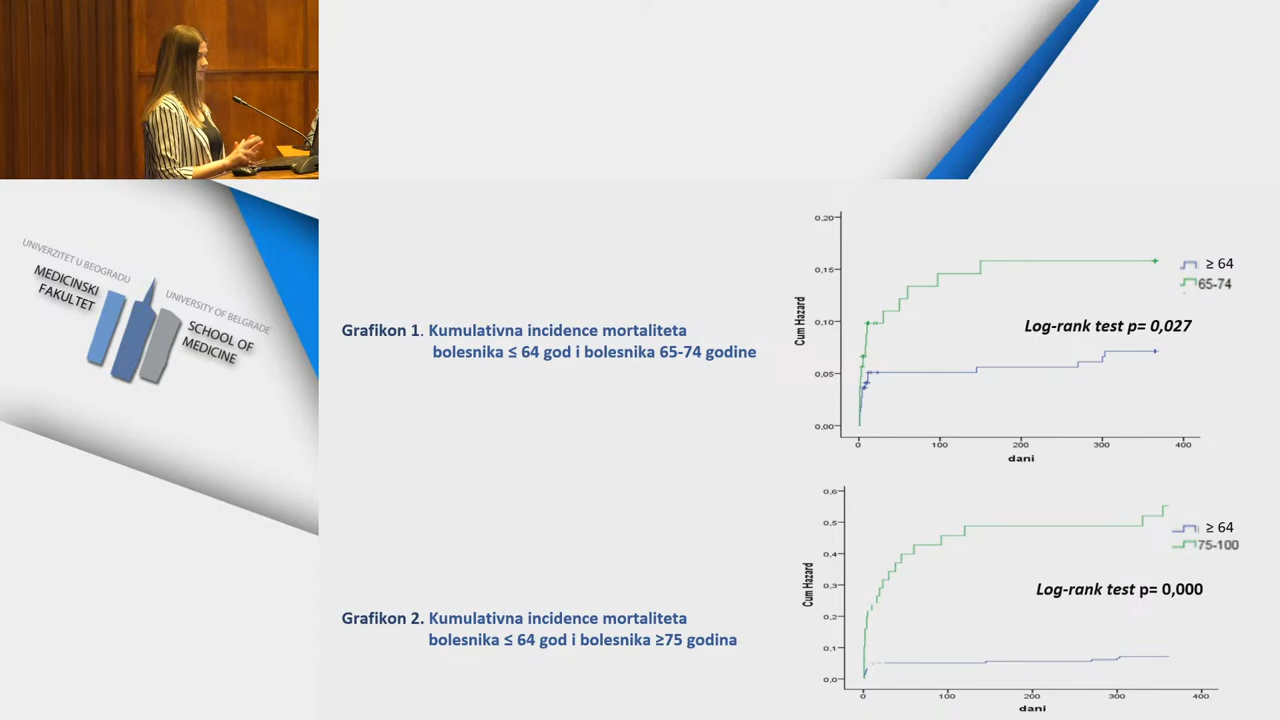 UNIVERZITET U BEOGRADU
MEDICINSKI
FAKULTET
UNIVERSITY OF BELGRADE
SCHOOL OF
MEDICINE
Grafikon 1. Kumulativna incidence mortaliteta
bolesnika ≤ 64 god i bolesnika 65-74 godine
Cum Hazard
0,20
0,15
0,10
0,05
0,00
0 100 200 300 400
dani
≥ 64
65-74
Log-rank test p= 0,027
Grafikon 2. Kumulativna incidence mortaliteta
bolesnika ≤ 64 god i bolesnika ≥75 godina
Cum Hazard
0,6
0,5
0,4
0,3
0,2
0,1
0,0
0 100 200 300 400
dani
≥ 64
75-100
Log-rank test p= 0,000